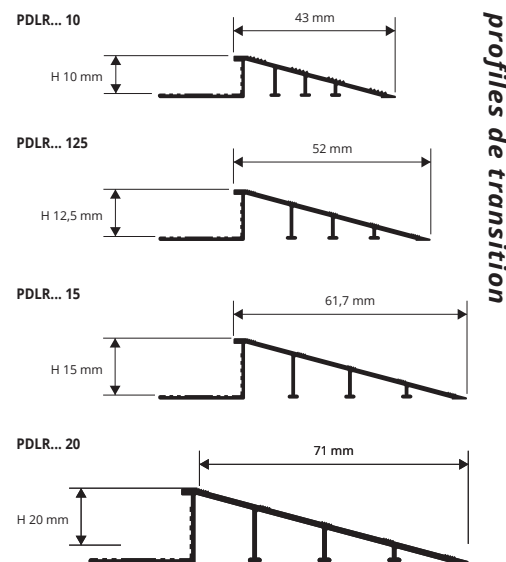 PDLR... 10
43 mm
H 10 mm
PDLR... 125
52 mm
H 12,5 mm
PDLR... 15
61,7 mm
H 15 mm
PDLR... 20
71 mm
H 20 mm
profiles de transition